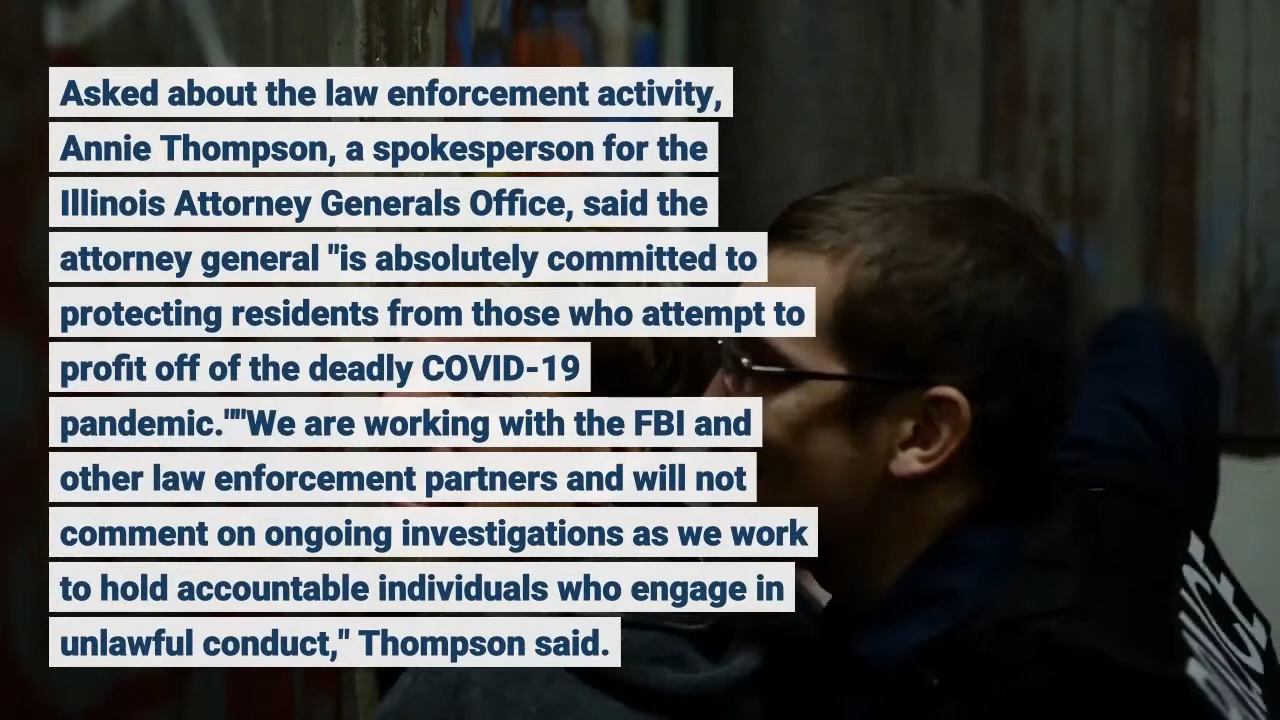 Asked about the law enforcement activity,
Annie Thompson, a spokesperson for the
Illinois Attorney Generals Office, said the
attorney general "is absolutely committed to
protecting residents from those who attempt to
profit off of the deadly COVID-19
pandemic.""We are working with the FBI and
other law enforcement partners and will not
comment on ongoing investigations as we work
to hold accountable individuals who engage in
unlawful conduct," Thompson said.